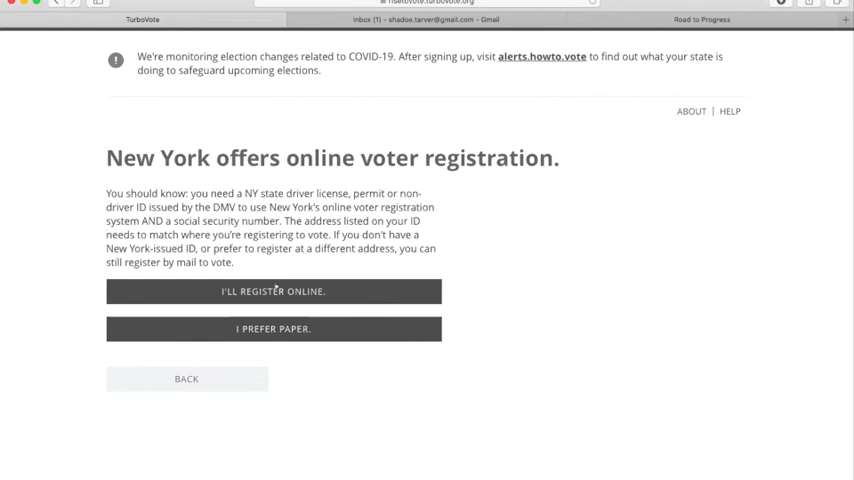 risetovote.turbovote.org
TurboVote
Inbox (1) - shadoe.tarver@gmail.com - Gmail
Road to Progress
We're monitoring election changes related to COVID-19. After signing up, visit alerts.howto.vote to find out what your state is
doing to safeguard upcoming elections.
ABOUT | HELP
New York offers online voter registration.
You should know: you need a NY state driver license, permit or non-
driver ID issued by the DMV to use New York's online voter registration
system AND a social security number. The address listed on your ID
needs to match where you're registering to vote. If you don't have a
New York-issued ID, or prefer to register at a different address, you can
still register by mail to vote.
I'LL REGISTER ONLINE.
I PREFER PAPER.
BACK